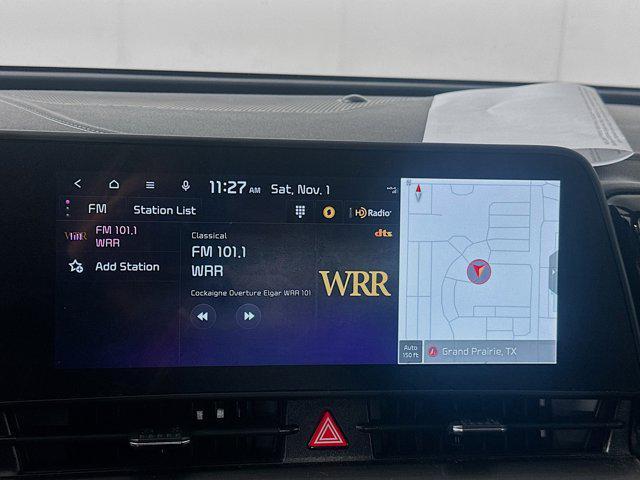 11:27 AM Sat, Nov. 1
FM Station List
HD Radio
WRR FM 101.1
WRR
Add Station
Classical
dts
FM 101.1
WRR
WRR
Cockaigne Overture Elgar WRR 101
N
Auto
150 ft
Grand Prairie, TX